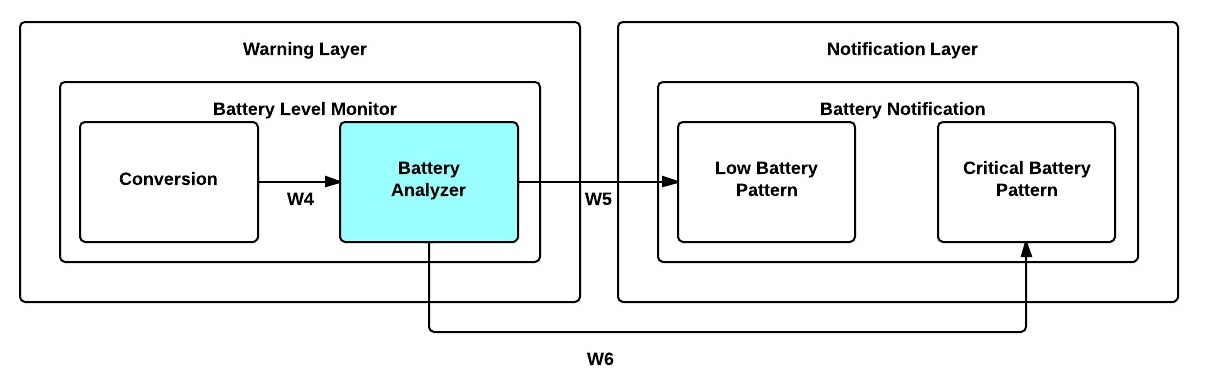 Warning Layer
Notification Layer
Battery Level Monitor
Battery Notification
Conversion
W4
Battery
Analyzer
W5
Low Battery
Pattern
Critical Battery
Pattern
W6